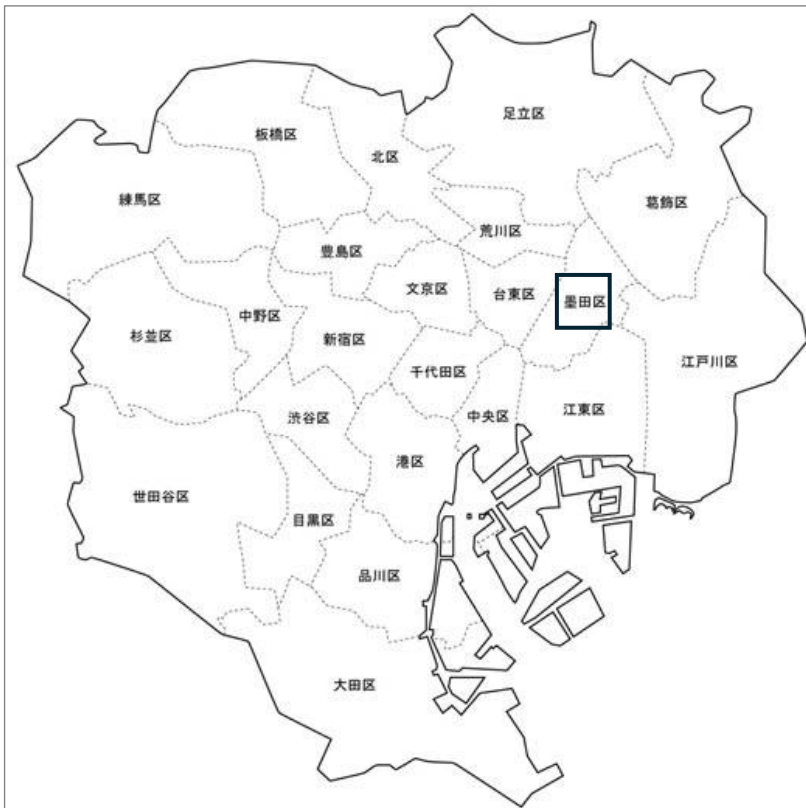 足立区
板橋区
北区
練馬区
葛飾区
荒川区
豊島区
文京区
台東区
墨田区
中野区
杉並区
新宿区
千代田区
江戸川区
渋谷区
中央区
江東区
港区
世田谷区
目黒区
品川区
大田区